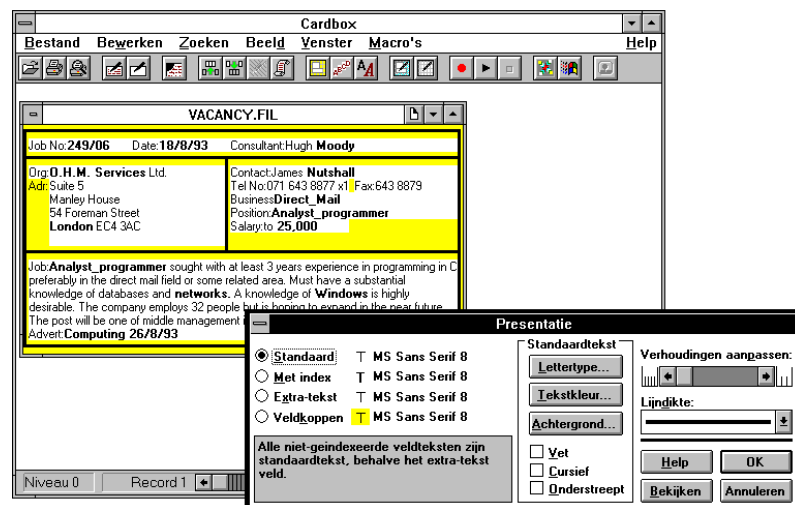 Cardbox
Bestand Bewerken Zoeken Beeld Venster Macro's Help
VACANCY.FIL
Job No:249/06 Date:18/8/93 Consultant:Hugh Moody
Org:O.H.M. Services Ltd.
Adr:Suite 5
Manley House
54 Foreman Street
London EC4 3AC
Contact:James Nutshall
Tel No:071 643 8877 x1 Fax:643 8879
Business:Direct_Mail
Position:Analyst_programmer
Salary:to 25,000
Job:Analyst_programmer sought with at least 3 years experience in programming in C
preferably in the direct mail field or some related area. Must have a substantial
knowledge of databases and networks. A knowledge of Windows is highly
desirable. The company employs 32 people but is hoping to expand in the near future.
The post will be one of middle management
Advert:Computing 26/8/93
Presentatie
Standaard T MS Sans Serif 8
Met index T MS Sans Serif 8
Extra-tekst T MS Sans Serif 8
Veldkoppen T MS Sans Serif 8
Alle niet-geindexeerde veldteksten zijn
standaardtekst, behalve het extra-tekst
veld.
Standaardtekst
Lettertype...
Tekstkleur...
Achtergrond...
Vet
Cursief
Onderstreept
Verhoudingen aanpassen:
Lijndikte:
Help OK
Bekijken Annuleren
Niveau 0 Record 1